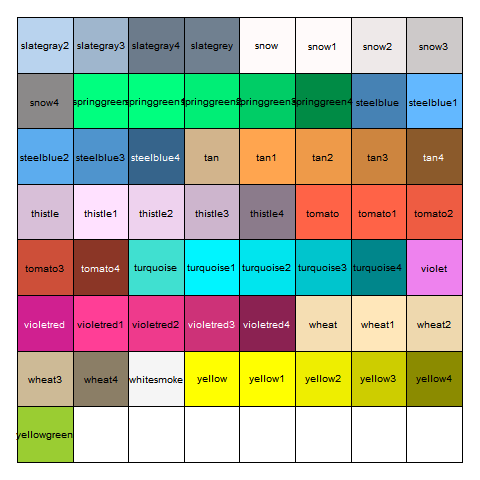 slategray2 slategray3 slategray4 slategrey snow snow1 snow2 snow3
snow4 springgreen springgreen1 springgreen2 springgreen3 springgreen4 steelblue steelblue1
steelblue2 steelblue3 steelblue4 tan tan1 tan2 tan3 tan4
thistle thistle1 thistle2 thistle3 thistle4 tomato tomato1 tomato2
tomato3 tomato4 turquoise turquoise1 turquoise2 turquoise3 turquoise4 violet
violetred violetred1 violetred2 violetred3 violetred4 wheat wheat1 wheat2
wheat3 wheat4 whitesmoke yellow yellow1 yellow2 yellow3 yellow4
yellowgreen